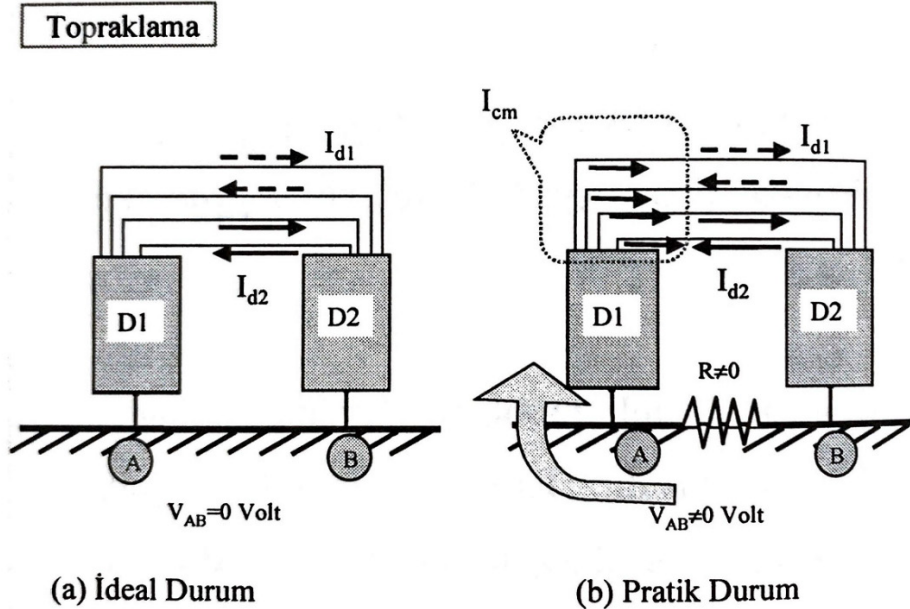 Topraklama
I_d1
I_d2
D1
D2
A
B
V_AB=0 Volt
(a) İdeal Durum
I_cm
I_d1
I_d2
D1
D2
R≠0
A
B
V_AB≠0 Volt
(b) Pratik Durum